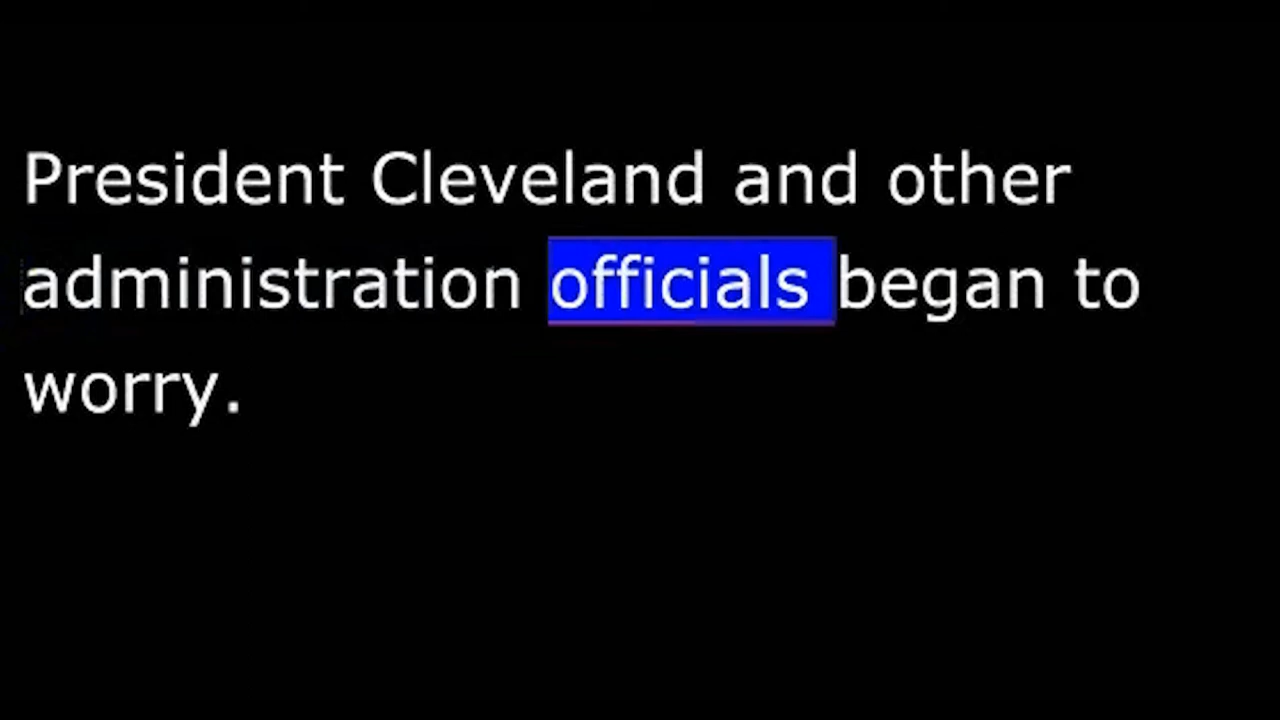 President Cleveland and other
administration officials began to
worry.